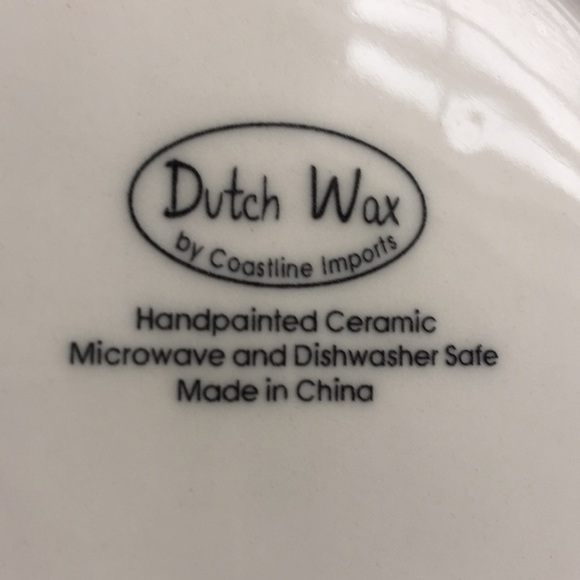 Dutch Wax
by Coastline Imports
Handpainted Ceramic
Microwave and Dishwasher Safe
Made in China